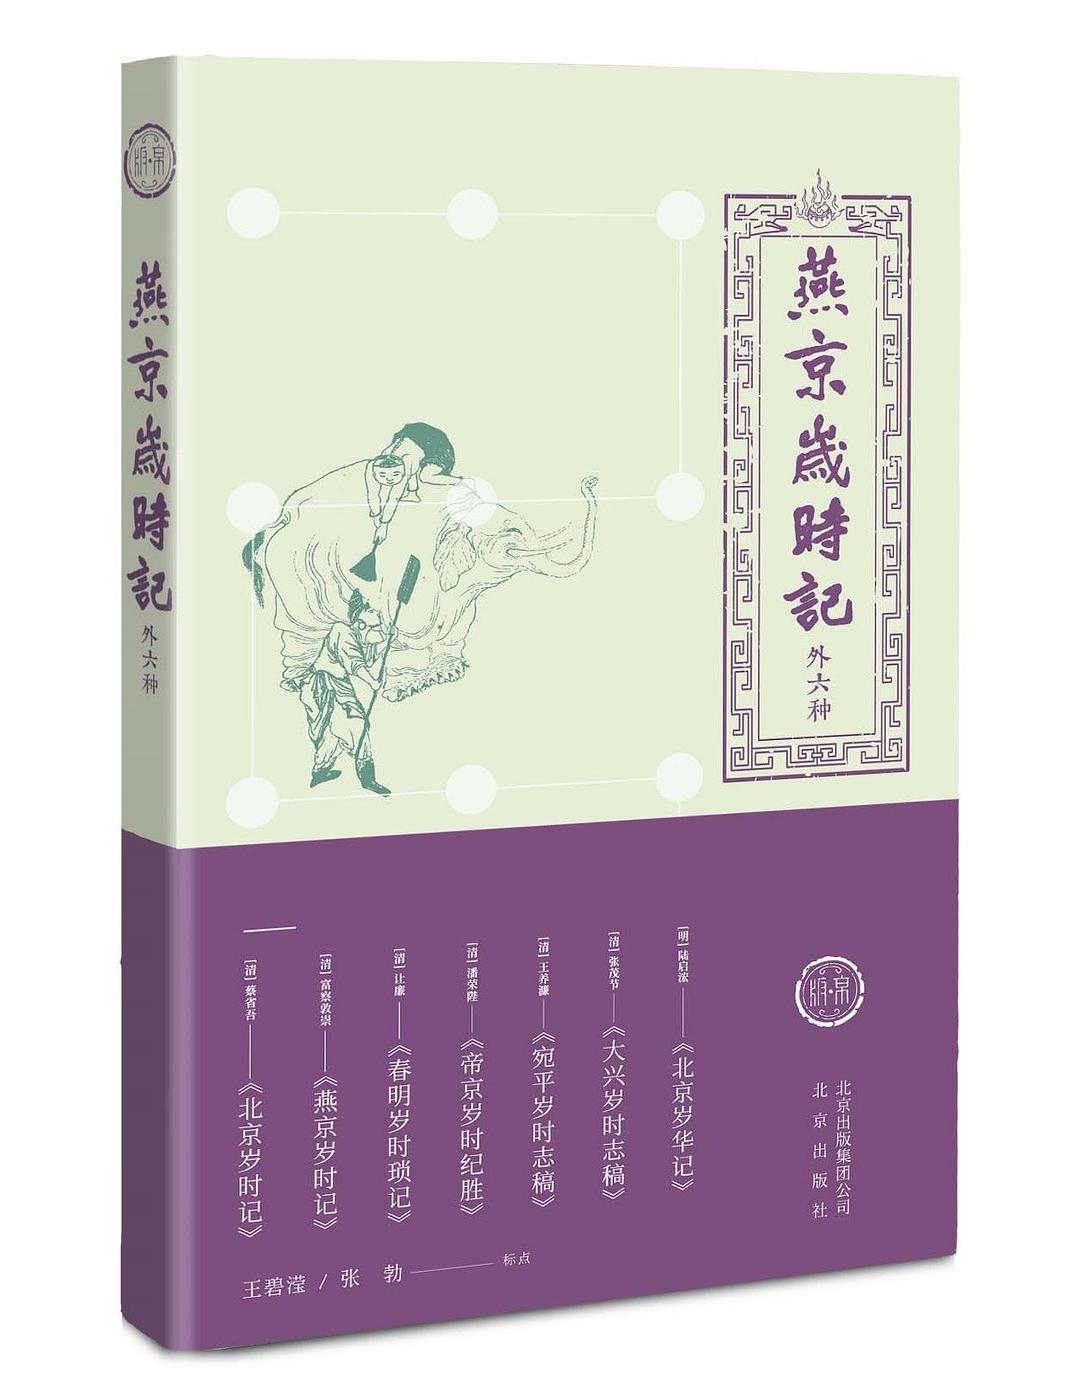 版·京
燕京歲時記
外六种
燕京歲時記
外六种
[明]陆启浤——《北京岁华记》
[清]张茂节——《大兴岁时志稿》
[清]王养濂——《宛平岁时志稿》
[清]潘荣陛——《帝京岁时纪胜》
[清]让廉——《春明岁时琐记》
[清]富察敦崇——《燕京岁时记》
[清]蔡省吾——《北京岁时记》
王碧滢 / 张 勃——标点
版·京
北京出版集团公司
北京出版社